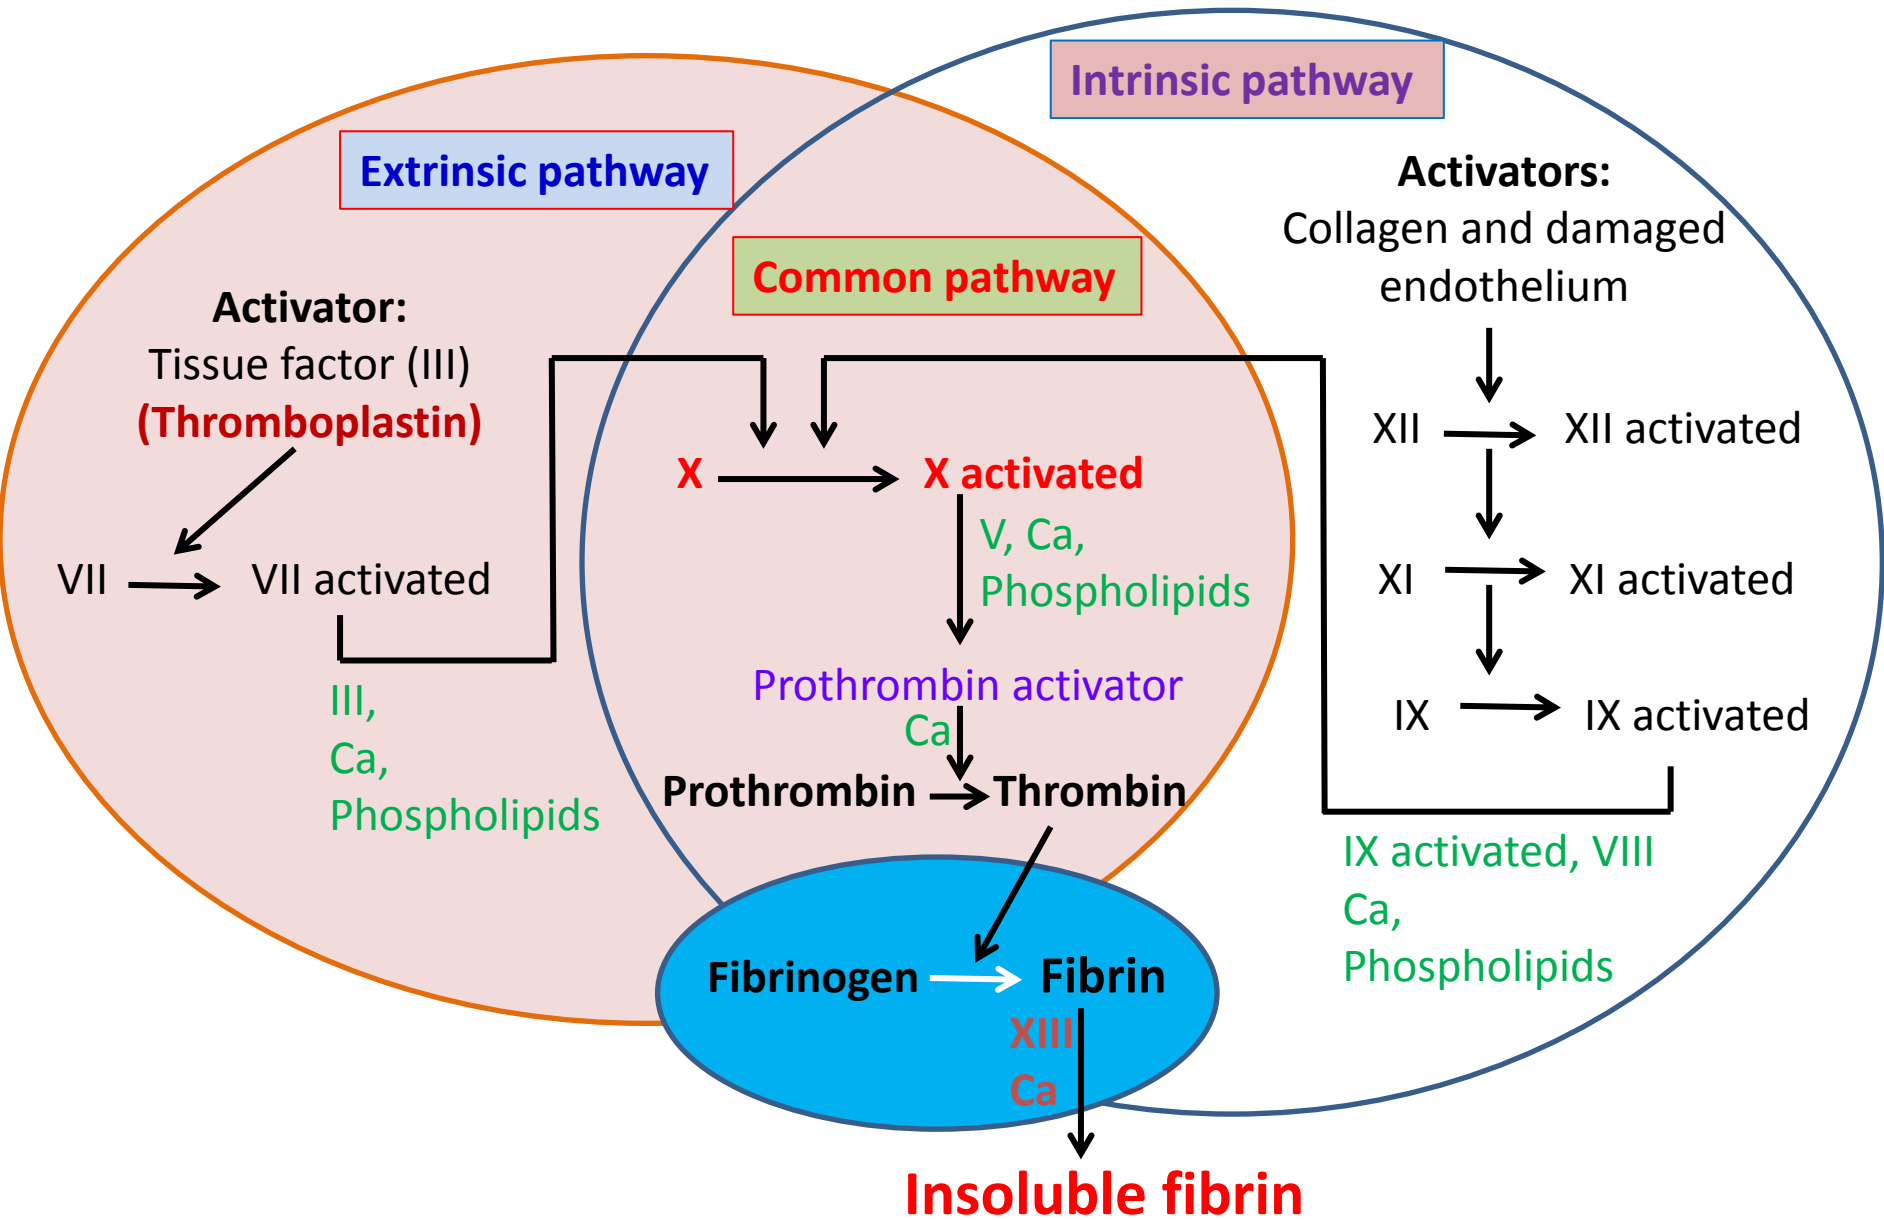 Intrinsic pathway
Extrinsic pathway
Common pathway
Activator:
Tissue factor (III)
(Thromboplastin)
VII
VII activated
III,
Ca,
Phospholipids
Activators:
Collagen and damaged
endothelium
XII
XII activated
XI
XI activated
IX
IX activated
IX activated, VIII
Ca,
Phospholipids
X
X activated
V, Ca,
Phospholipids
Prothrombin activator
Ca
Prothrombin
Thrombin
Fibrinogen
Fibrin
XIII
Ca
Insoluble fibrin